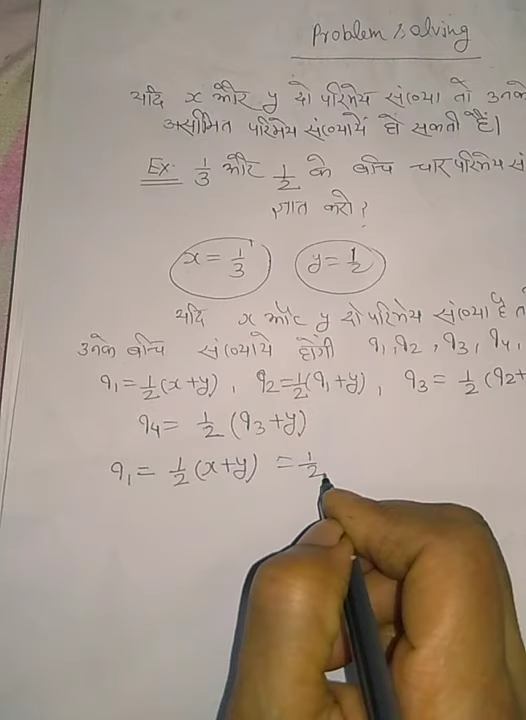 Problem Solving
यदि x और y दो परिमेय संख्या तो उनके
असीमित परिमेय संख्यायें हो सकती हैं।
Ex- 1/3 और 1/2 के बीच चार परिमेय सं
ज्ञात करो?
x = 1/3 y = 1/2
यदि x और y दो परिमेय संख्या है त
उनके बीच संख्याये होंगी q1, q2, q3, q4,
q1 = 1/2(x+y), q2 = 1/2(q1+y), q3 = 1/2(q2+
q4 = 1/2(q3+y)
q1 = 1/2(x+y) = 1/2